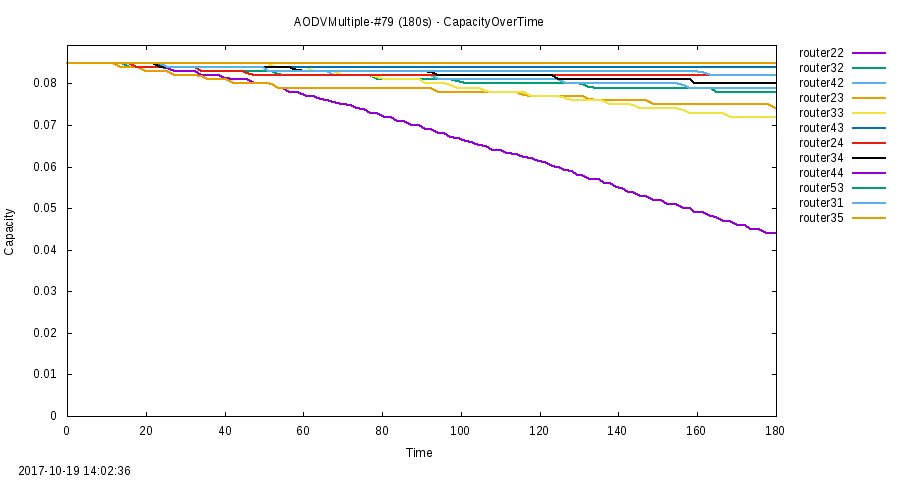 AODVMultiple-#79 (180s) - CapacityOverTime
router22
router32
router42
router23
router33
router43
router24
router34
router44
router53
router31
router35
0.08
0.07
0.06
0.05
0.04
0.03
0.02
0.01
0
Capacity
0 20 40 60 80 100 120 140 160 180
Time
2017-10-19 14:02:36